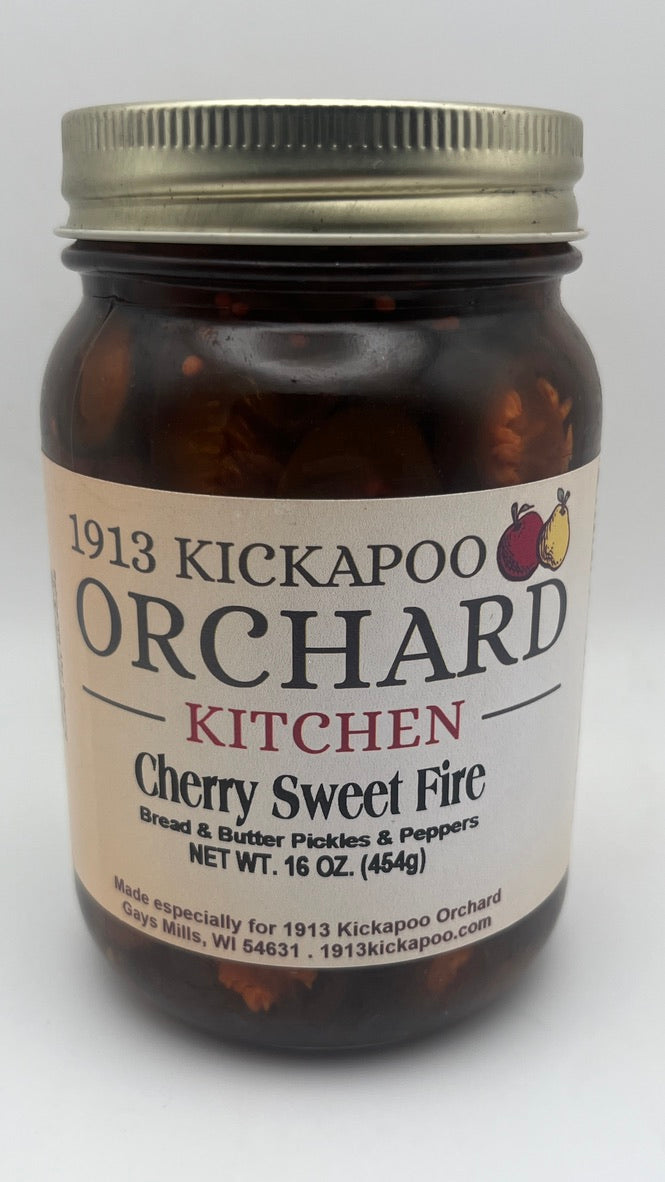 1913 KICKAPOO
ORCHARD
KITCHEN
Cherry Sweet Fire
Bread & Butter Pickles & Peppers
NET WT. 16 OZ. (454g)
Made especially for 1913 Kickapoo Orchard
Gays Mills, WI 54631 . 1913kickapoo.com